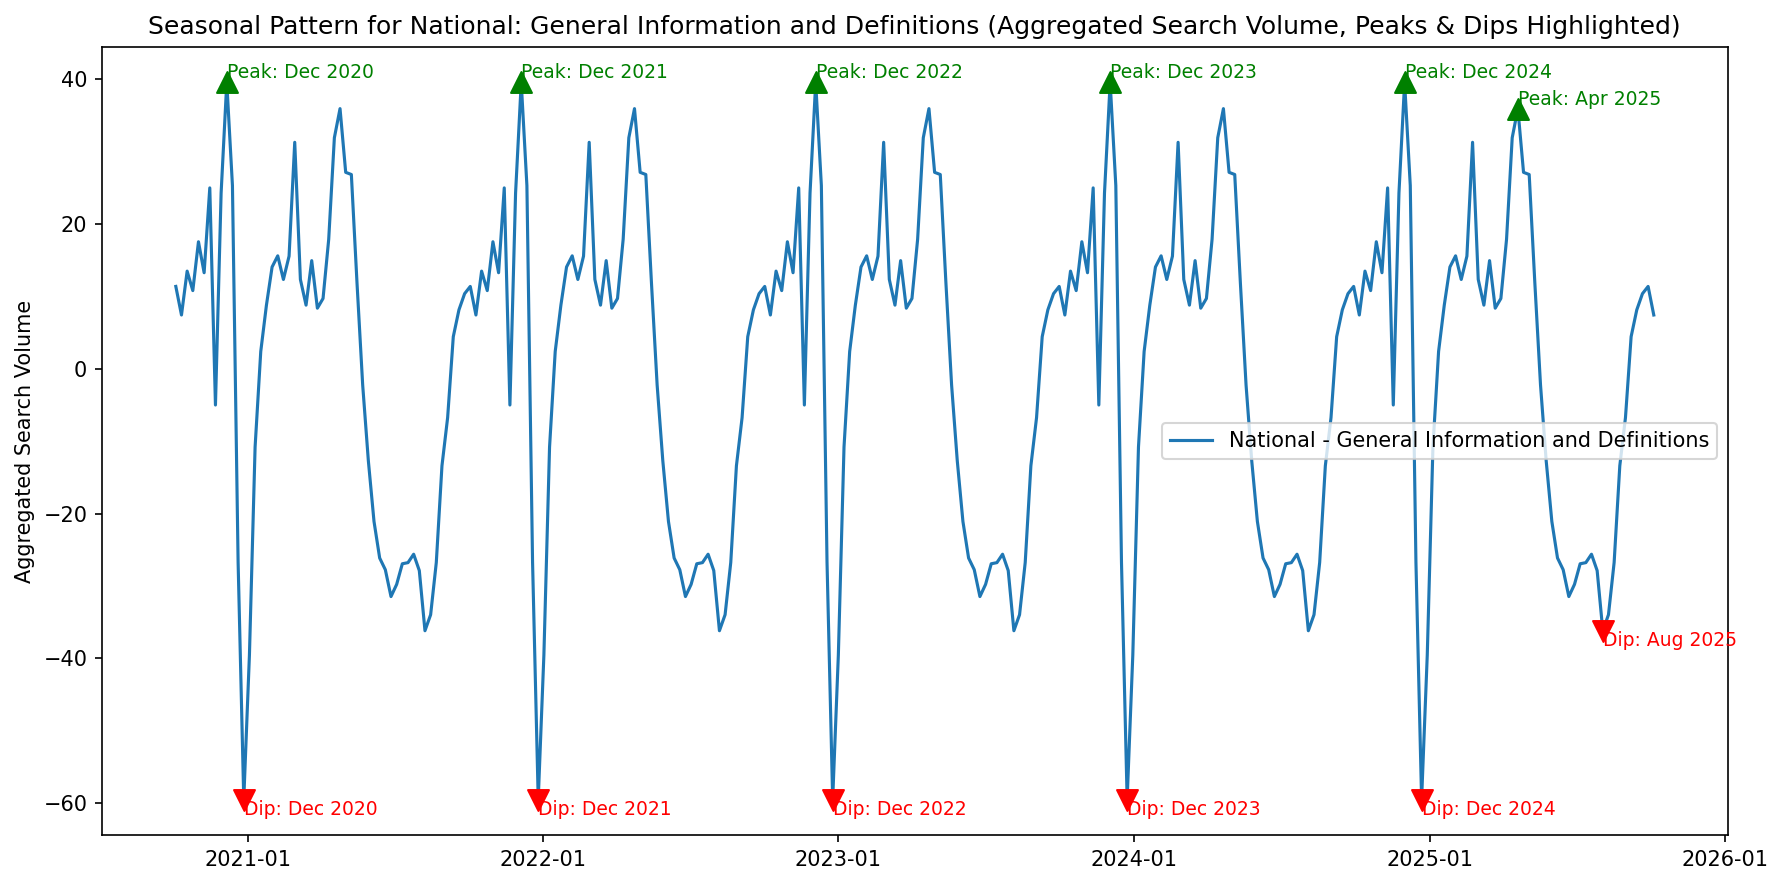 Seasonal Pattern for National: General Information and Definitions (Aggregated Search Volume, Peaks & Dips Highlighted)
Aggregated Search Volume
40
20
0
−20
−40
−60
Peak: Dec 2020
Peak: Dec 2021
Peak: Dec 2022
Peak: Dec 2023
Peak: Dec 2024
Peak: Apr 2025
National - General Information and Definitions
Dip: Aug 2025
Dip: Dec 2020
Dip: Dec 2021
Dip: Dec 2022
Dip: Dec 2023
Dip: Dec 2024
2021-01
2022-01
2023-01
2024-01
2025-01
2026-01